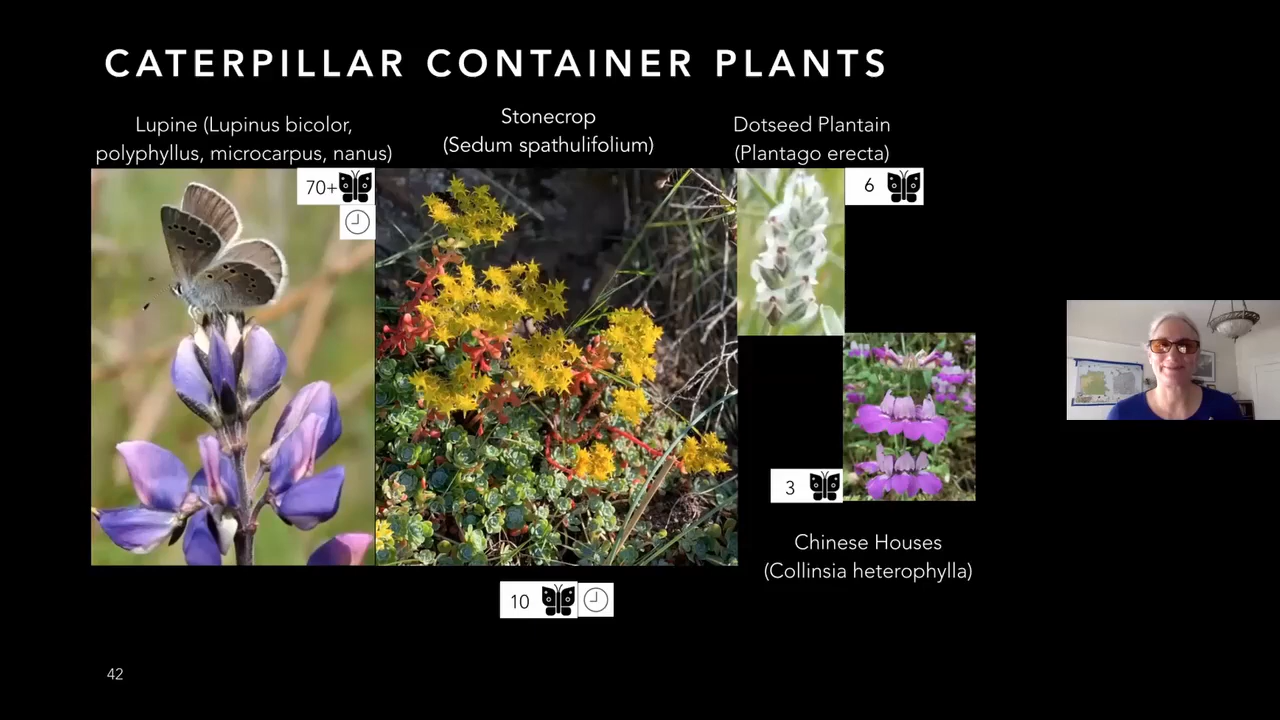 CATERPILLAR CONTAINER PLANTS
Lupine (Lupinus bicolor,
polyphyllus, microcarpus, nanus)
70+
Stonecrop
(Sedum spathulifolium)
10
Dotseed Plantain
(Plantago erecta)
6
3
Chinese Houses
(Collinsia heterophylla)
42